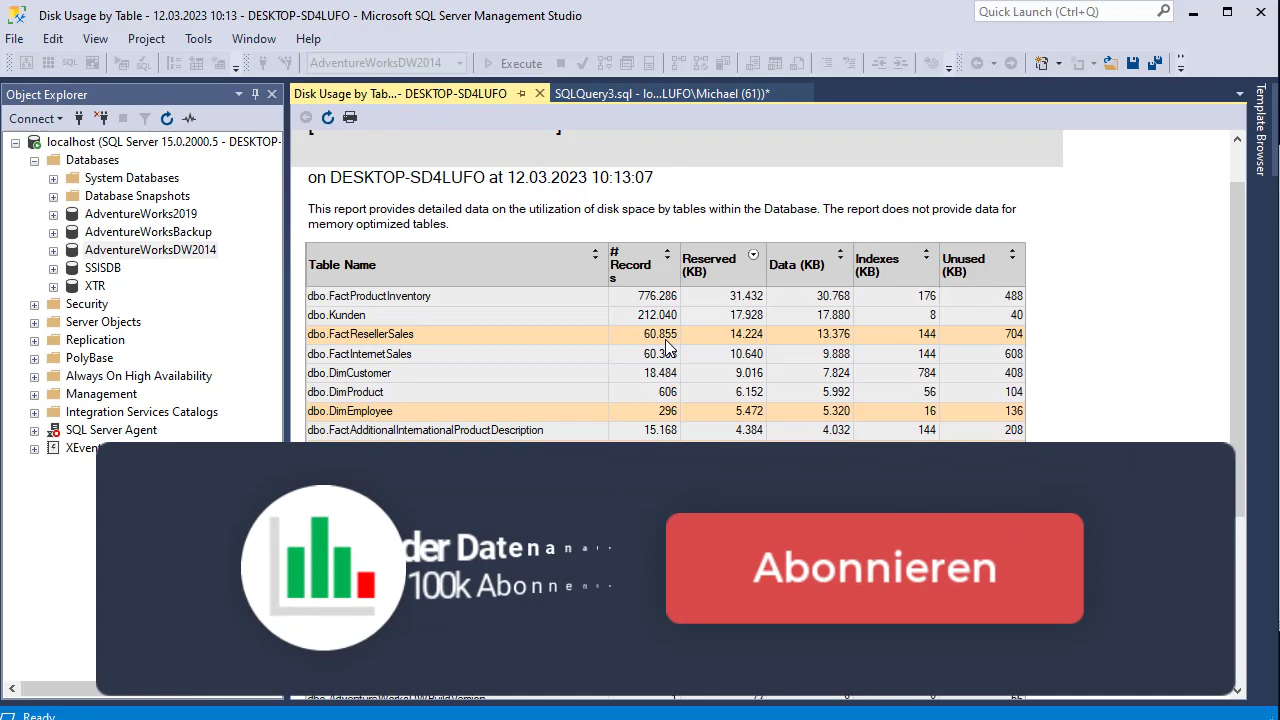 Disk Usage by Table - 12.03.2023 10:13 - DESKTOP-SD4LUFO - Microsoft SQL Server Management Studio
Quick Launch (Ctrl+Q)
File Edit View Project Tools Window Help
AdventureWorksDW2014
Execute
Object Explorer
Connect
localhost (SQL Server 15.0.2000.5 - DESKTOP-
Databases
System Databases
Database Snapshots
AdventureWorks2019
AdventureWorksBackup
AdventureWorksDW2014
SSISDB
XTR
Security
Server Objects
Replication
PolyBase
Always On High Availability
Management
Integration Services Catalogs
SQL Server Agent
Disk Usage by Tab...- DESKTOP-SD4LUFO
SQLQuery3.sql - lo...LUFO\Michael (61))*
Template Browser
on DESKTOP-SD4LUFO at 12.03.2023 10:13:07
This report provides detailed data on the utilization of disk space by tables within the Database. The report does not provide data for
memory optimized tables.
Table Name # Records Reserved (KB) Data (KB) Indexes (KB) Unused (KB)
dbo.FactProductInventory 776.286 31.432 30.768 176 488
dbo.Kunden 212.040 17.928 17.880 8 40
dbo.FactResellerSales 60.855 14.224 13.376 144 704
dbo.FactInternetSales 10.640 9.888 144 608
dbo.DimCustomer 18.484 9.016 7.824 784 408
dbo.DimProduct 606 6.152 5.992 56 104
dbo.DimEmployee 296 5.472 5.320 16 136
dbo.FactAdditionalInternationalProductDescription 15.168 4.384 4.032 144 208
der Datena
100k Abonne
Abonnieren
Ready